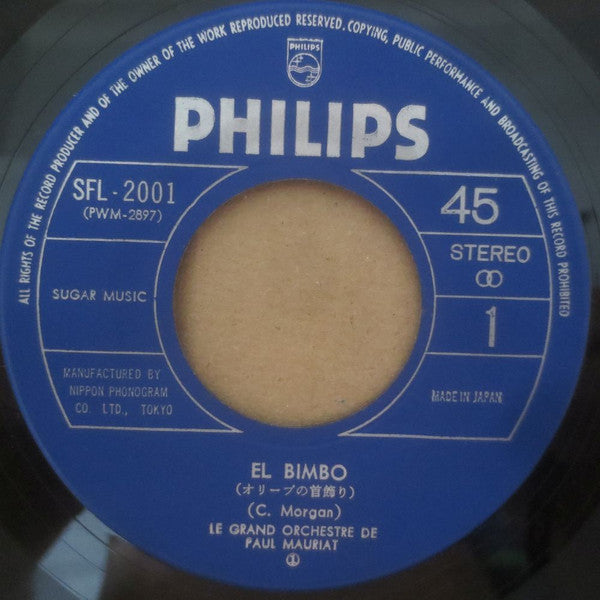 ALL RIGHTS OF THE RECORD PRODUCER AND OF THE OWNER OF THE WORK REPRODUCED RESERVED. COPYING, PUBLIC PERFORMANCE AND BROADCASTING OF THIS RECORD PROHIBITED
PHILIPS
PHILIPS
SFL-2001
(PWM-2897)
45
STEREO
SUGAR MUSIC
1
MANUFACTURED BY
NIPPON PHONOGRAM
CO. LTD., TOKYO
MADE IN JAPAN
EL BIMBO
(オリーブの首飾り)
(C. Morgan)
LE GRAND ORCHESTRE DE
PAUL MAURIAT
①